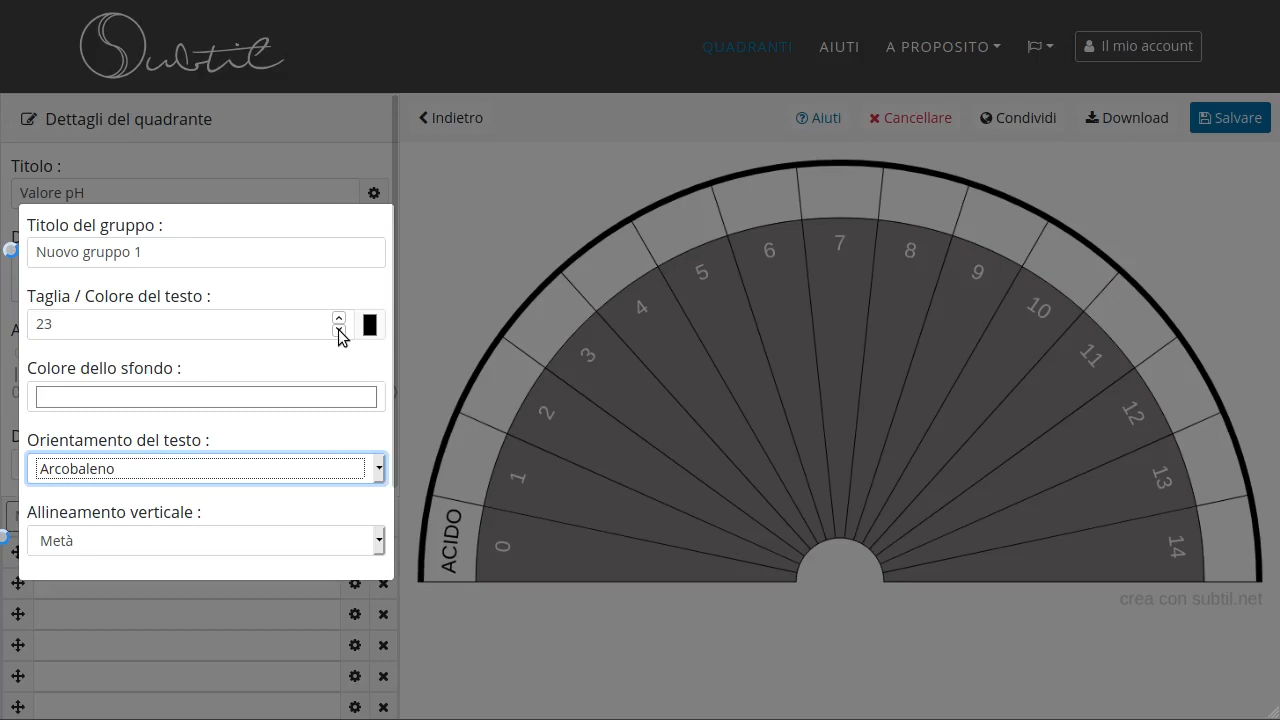 Subtil
QUADRANTI
AIUTI
A PROPOSITO
Il mio account
Dettagli del quadrante
Indietro
Aiuti
Cancellare
Condividi
Download
Salvare
Titolo :
Valore pH
Titolo del gruppo :
Nuovo gruppo 1
Taglia / Colore del testo :
23
Colore dello sfondo :
Orientamento del testo :
Arcobaleno
Allineamento verticale :
Metà
ACIDO
0
1
2
3
4
5
6
7
8
9
10
11
12
13
14
crea con subtil.net